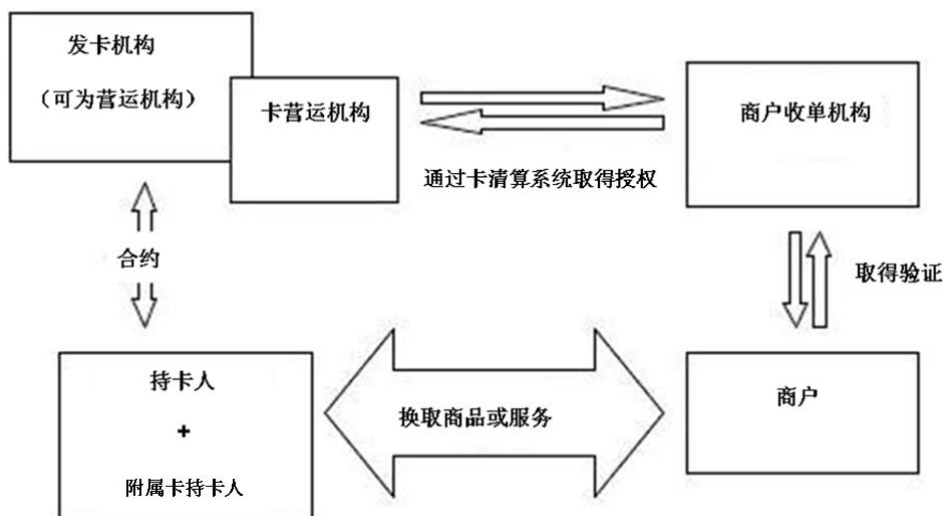 发卡机构
（可为营运机构）
卡营运机构
商户收单机构
通过卡清算系统取得授权
合约
取得验证
持卡人
+
附属卡持卡人
换取商品或服务
商户